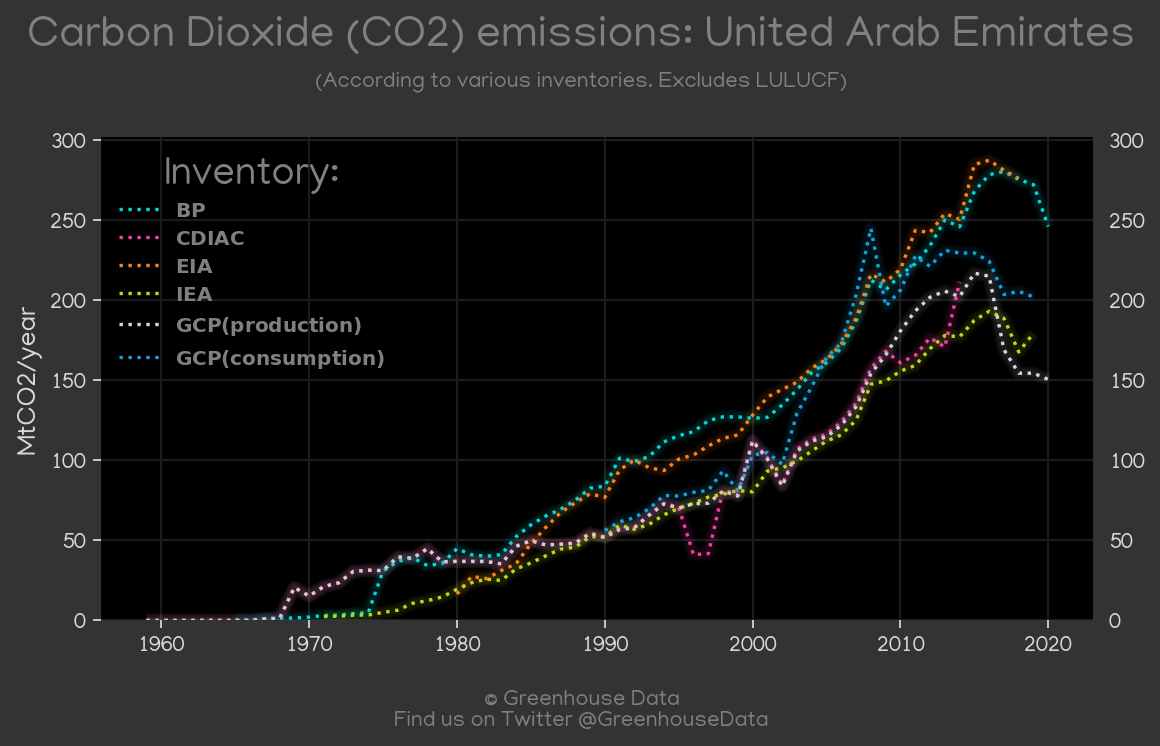 Carbon Dioxide (CO2) emissions: United Arab Emirates
(According to various inventories. Excludes LULUCF)
300
250
200
150
100
50
0
MtCO2/year
Inventory:
BP
CDIAC
EIA
IEA
GCP(production)
GCP(consumption)
300
250
200
150
100
50
0
1960 1970 1980 1990 2000 2010 2020
© Greenhouse Data
Find us on Twitter @GreenhouseData